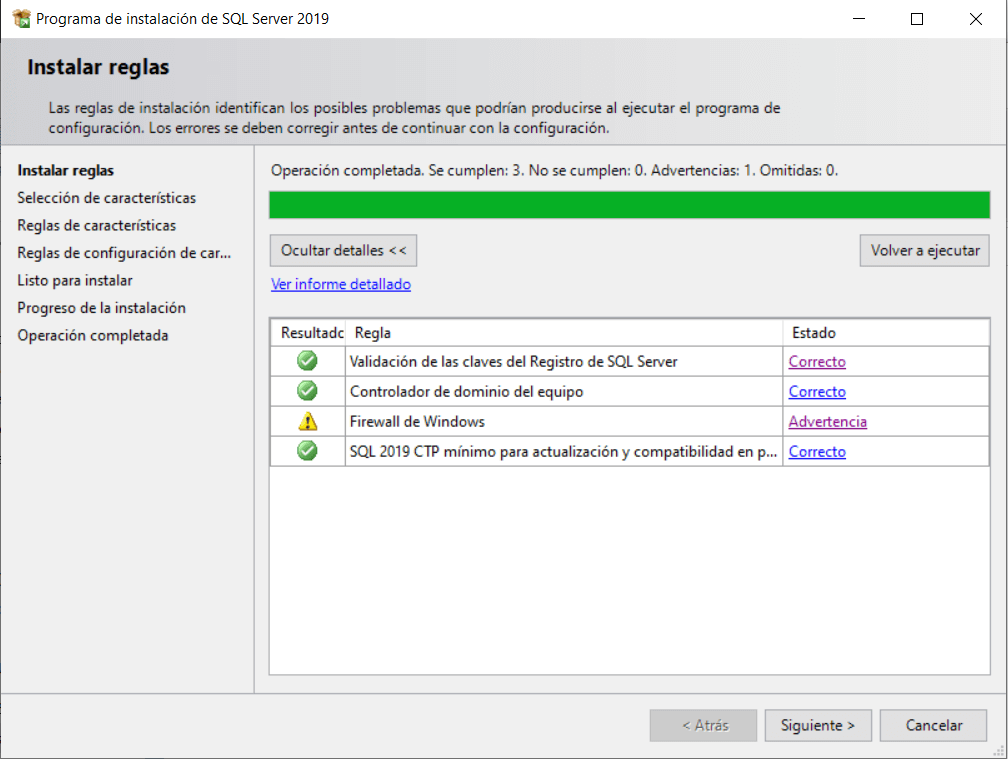 Programa de instalación de SQL Server 2019
Instalar reglas
Las reglas de instalación identifican los posibles problemas que podrían producirse al ejecutar el programa de
configuración. Los errores se deben corregir antes de continuar con la configuración.
Instalar reglas
Selección de características
Reglas de características
Reglas de configuración de car...
Listo para instalar
Progreso de la instalación
Operación completada
Operación completada. Se cumplen: 3. No se cumplen: 0. Advertencias: 1. Omitidas: 0.
Ocultar detalles <<
Volver a ejecutar
Ver informe detallado
Resultado Regla Estado
Validación de las claves del Registro de SQL Server Correcto
Controlador de dominio del equipo Correcto
Firewall de Windows Advertencia
SQL 2019 CTP mínimo para actualización y compatibilidad en p... Correcto
< Atrás
Siguiente >
Cancelar